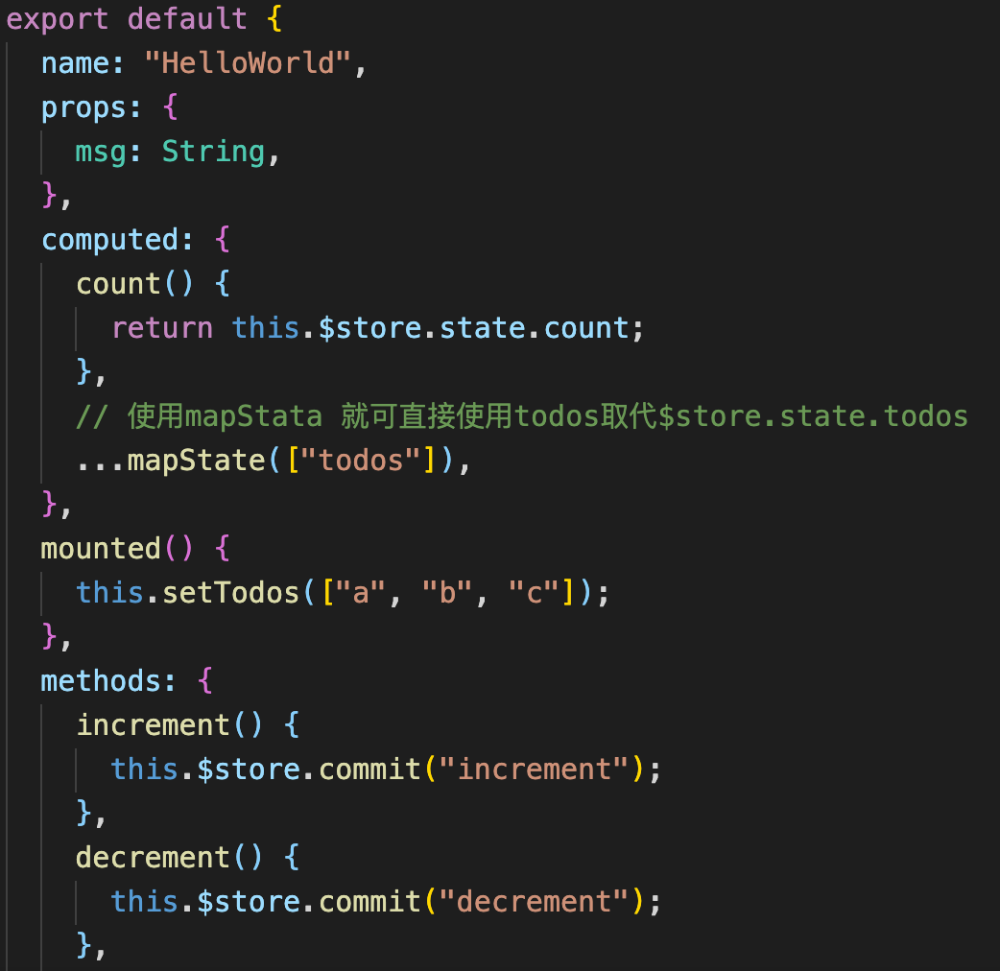 export default {
name: "HelloWorld",
props: {
msg: String,
},
computed: {
count() {
return this.$store.state.count;
},
// 使用mapStata 就可直接使用todos取代$store.state.todos
...mapState(["todos"]),
},
mounted() {
this.setTodos(["a", "b", "c"]);
},
methods: {
increment() {
this.$store.commit("increment");
},
decrement() {
this.$store.commit("decrement");
},